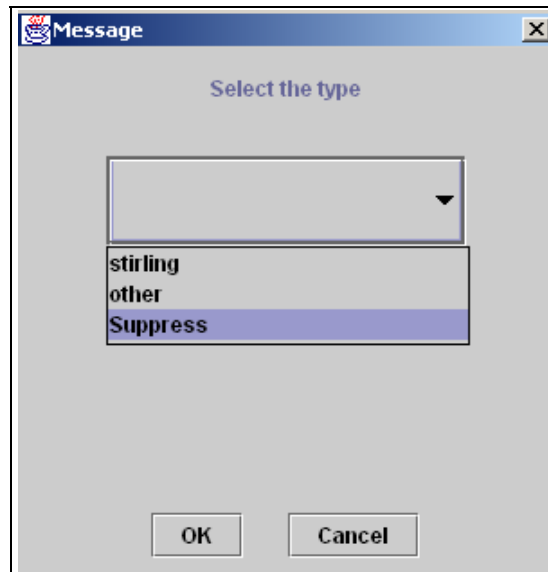 Message
Select the type
stirling
other
Suppress
OK Cancel